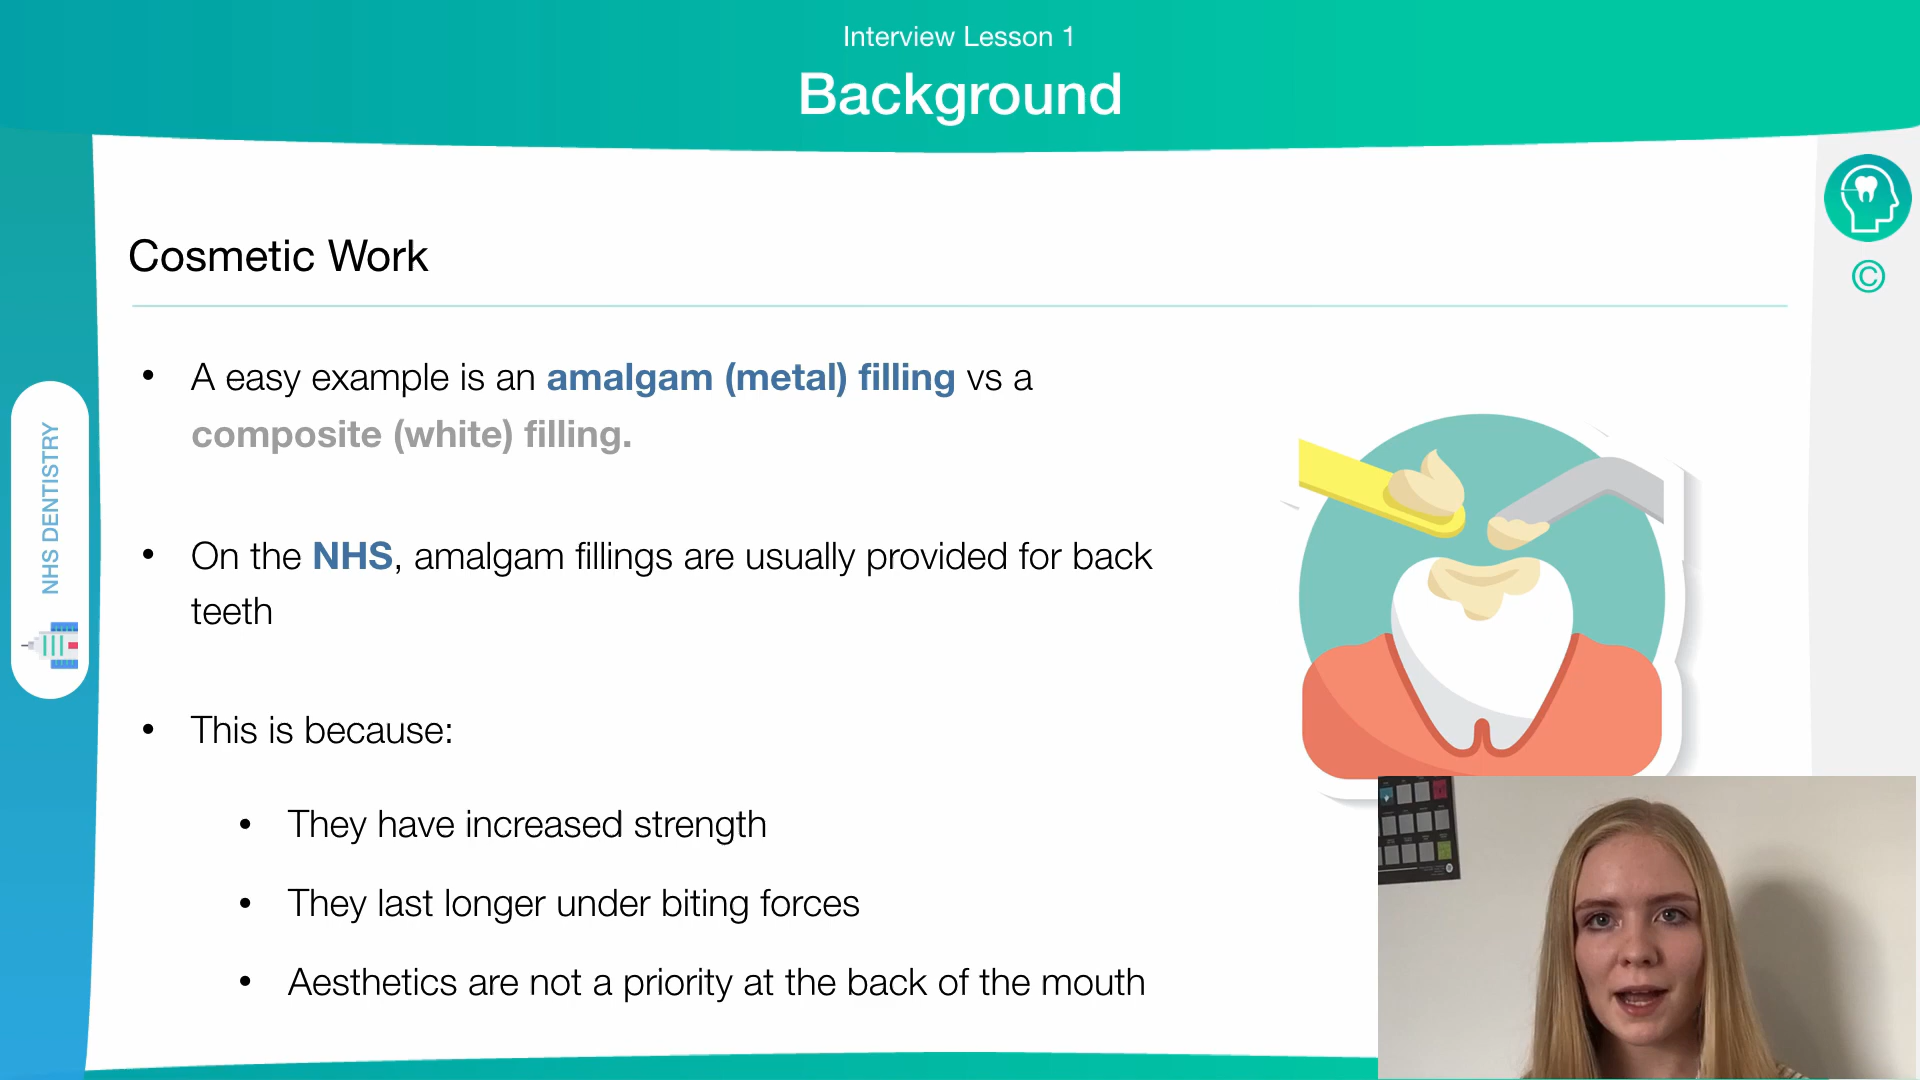 Interview Lesson 1
Background
Cosmetic Work
• A easy example is an amalgam (metal) filling vs a
composite (white) filling.
• On the NHS, amalgam fillings are usually provided for back
teeth
• This is because:
• They have increased strength
• They last longer under biting forces
• Aesthetics are not a priority at the back of the mouth
NHS DENTISTRY
©